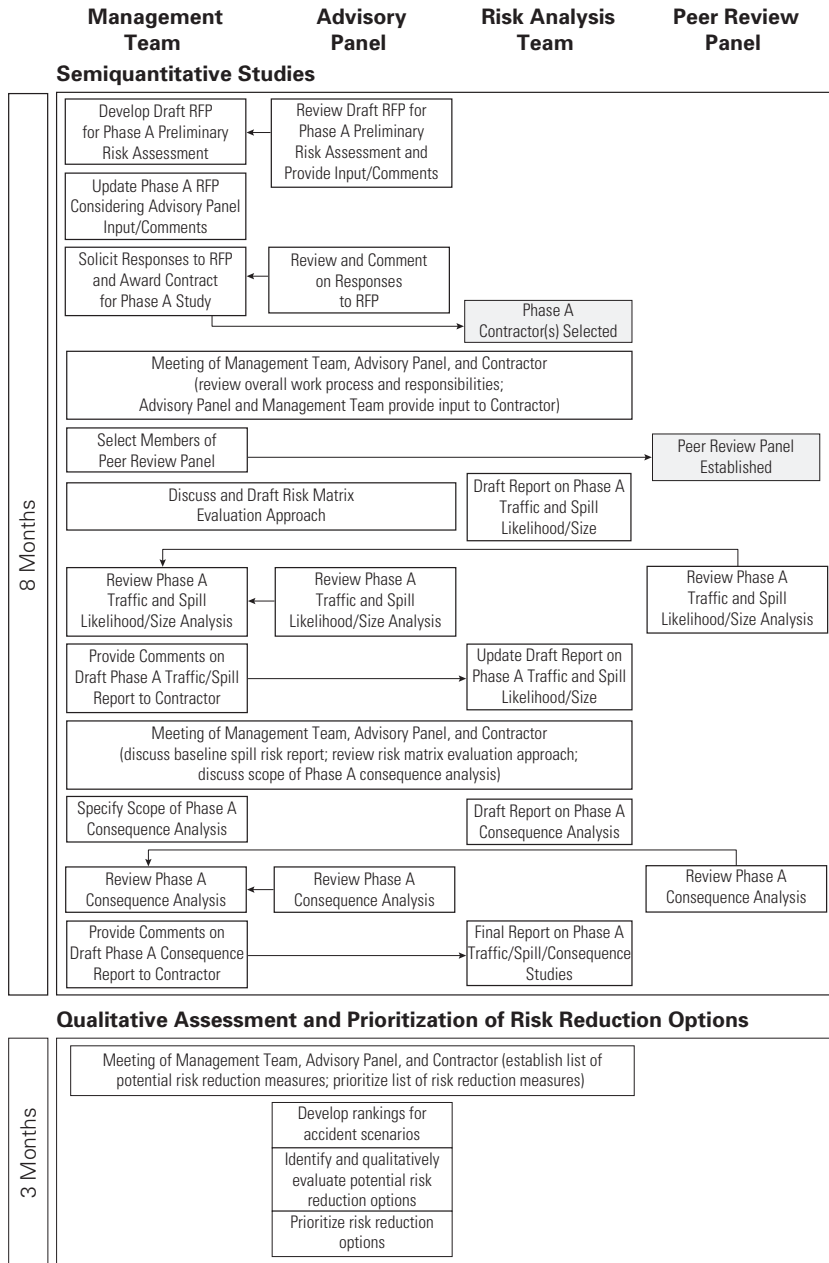 Management
Team
Advisory
Panel
Risk Analysis
Team
Peer Review
Panel
Semiquantitative Studies
8 Months
Develop Draft RFP
for Phase A Preliminary
Risk Assessment
Review Draft RFP for
Phase A Preliminary
Risk Assessment and
Provide Input/Comments
Update Phase A RFP
Considering Advisory Panel
Input/Comments
Solicit Responses to RFP
and Award Contract
for Phase A Study
Review and Comment
on Responses
to RFP
Phase A
Contractor(s) Selected
Meeting of Management Team, Advisory Panel, and Contractor
(review overall work process and responsibilities;
Advisory Panel and Management Team provide input to Contractor)
Select Members of
Peer Review Panel
Peer Review Panel
Established
Discuss and Draft Risk Matrix
Evaluation Approach
Draft Report on Phase A
Traffic and Spill
Likelihood/Size
Review Phase A
Traffic and Spill
Likelihood/Size Analysis
Review Phase A
Traffic and Spill
Likelihood/Size Analysis
Review Phase A
Traffic and Spill
Likelihood/Size Analysis
Provide Comments on
Draft Phase A Traffic/Spill
Report to Contractor
Update Draft Report on
Phase A Traffic and Spill
Likelihood/Size
Meeting of Management Team, Advisory Panel, and Contractor
(discuss baseline spill risk report; review risk matrix evaluation approach;
discuss scope of Phase A consequence analysis)
Specify Scope of Phase A
Consequence Analysis
Draft Report on Phase A
Consequence Analysis
Review Phase A
Consequence Analysis
Review Phase A
Consequence Analysis
Review Phase A
Consequence Analysis
Provide Comments on
Draft Phase A Consequence
Report to Contractor
Final Report on Phase A
Traffic/Spill/Consequence
Studies
Qualitative Assessment and Prioritization of Risk Reduction Options
3 Months
Meeting of Management Team, Advisory Panel, and Contractor (establish list of
potential risk reduction measures; prioritize list of risk reduction measures)
Develop rankings for
accident scenarios
Identify and qualitatively
evaluate potential risk
reduction options
Prioritize risk reduction
options